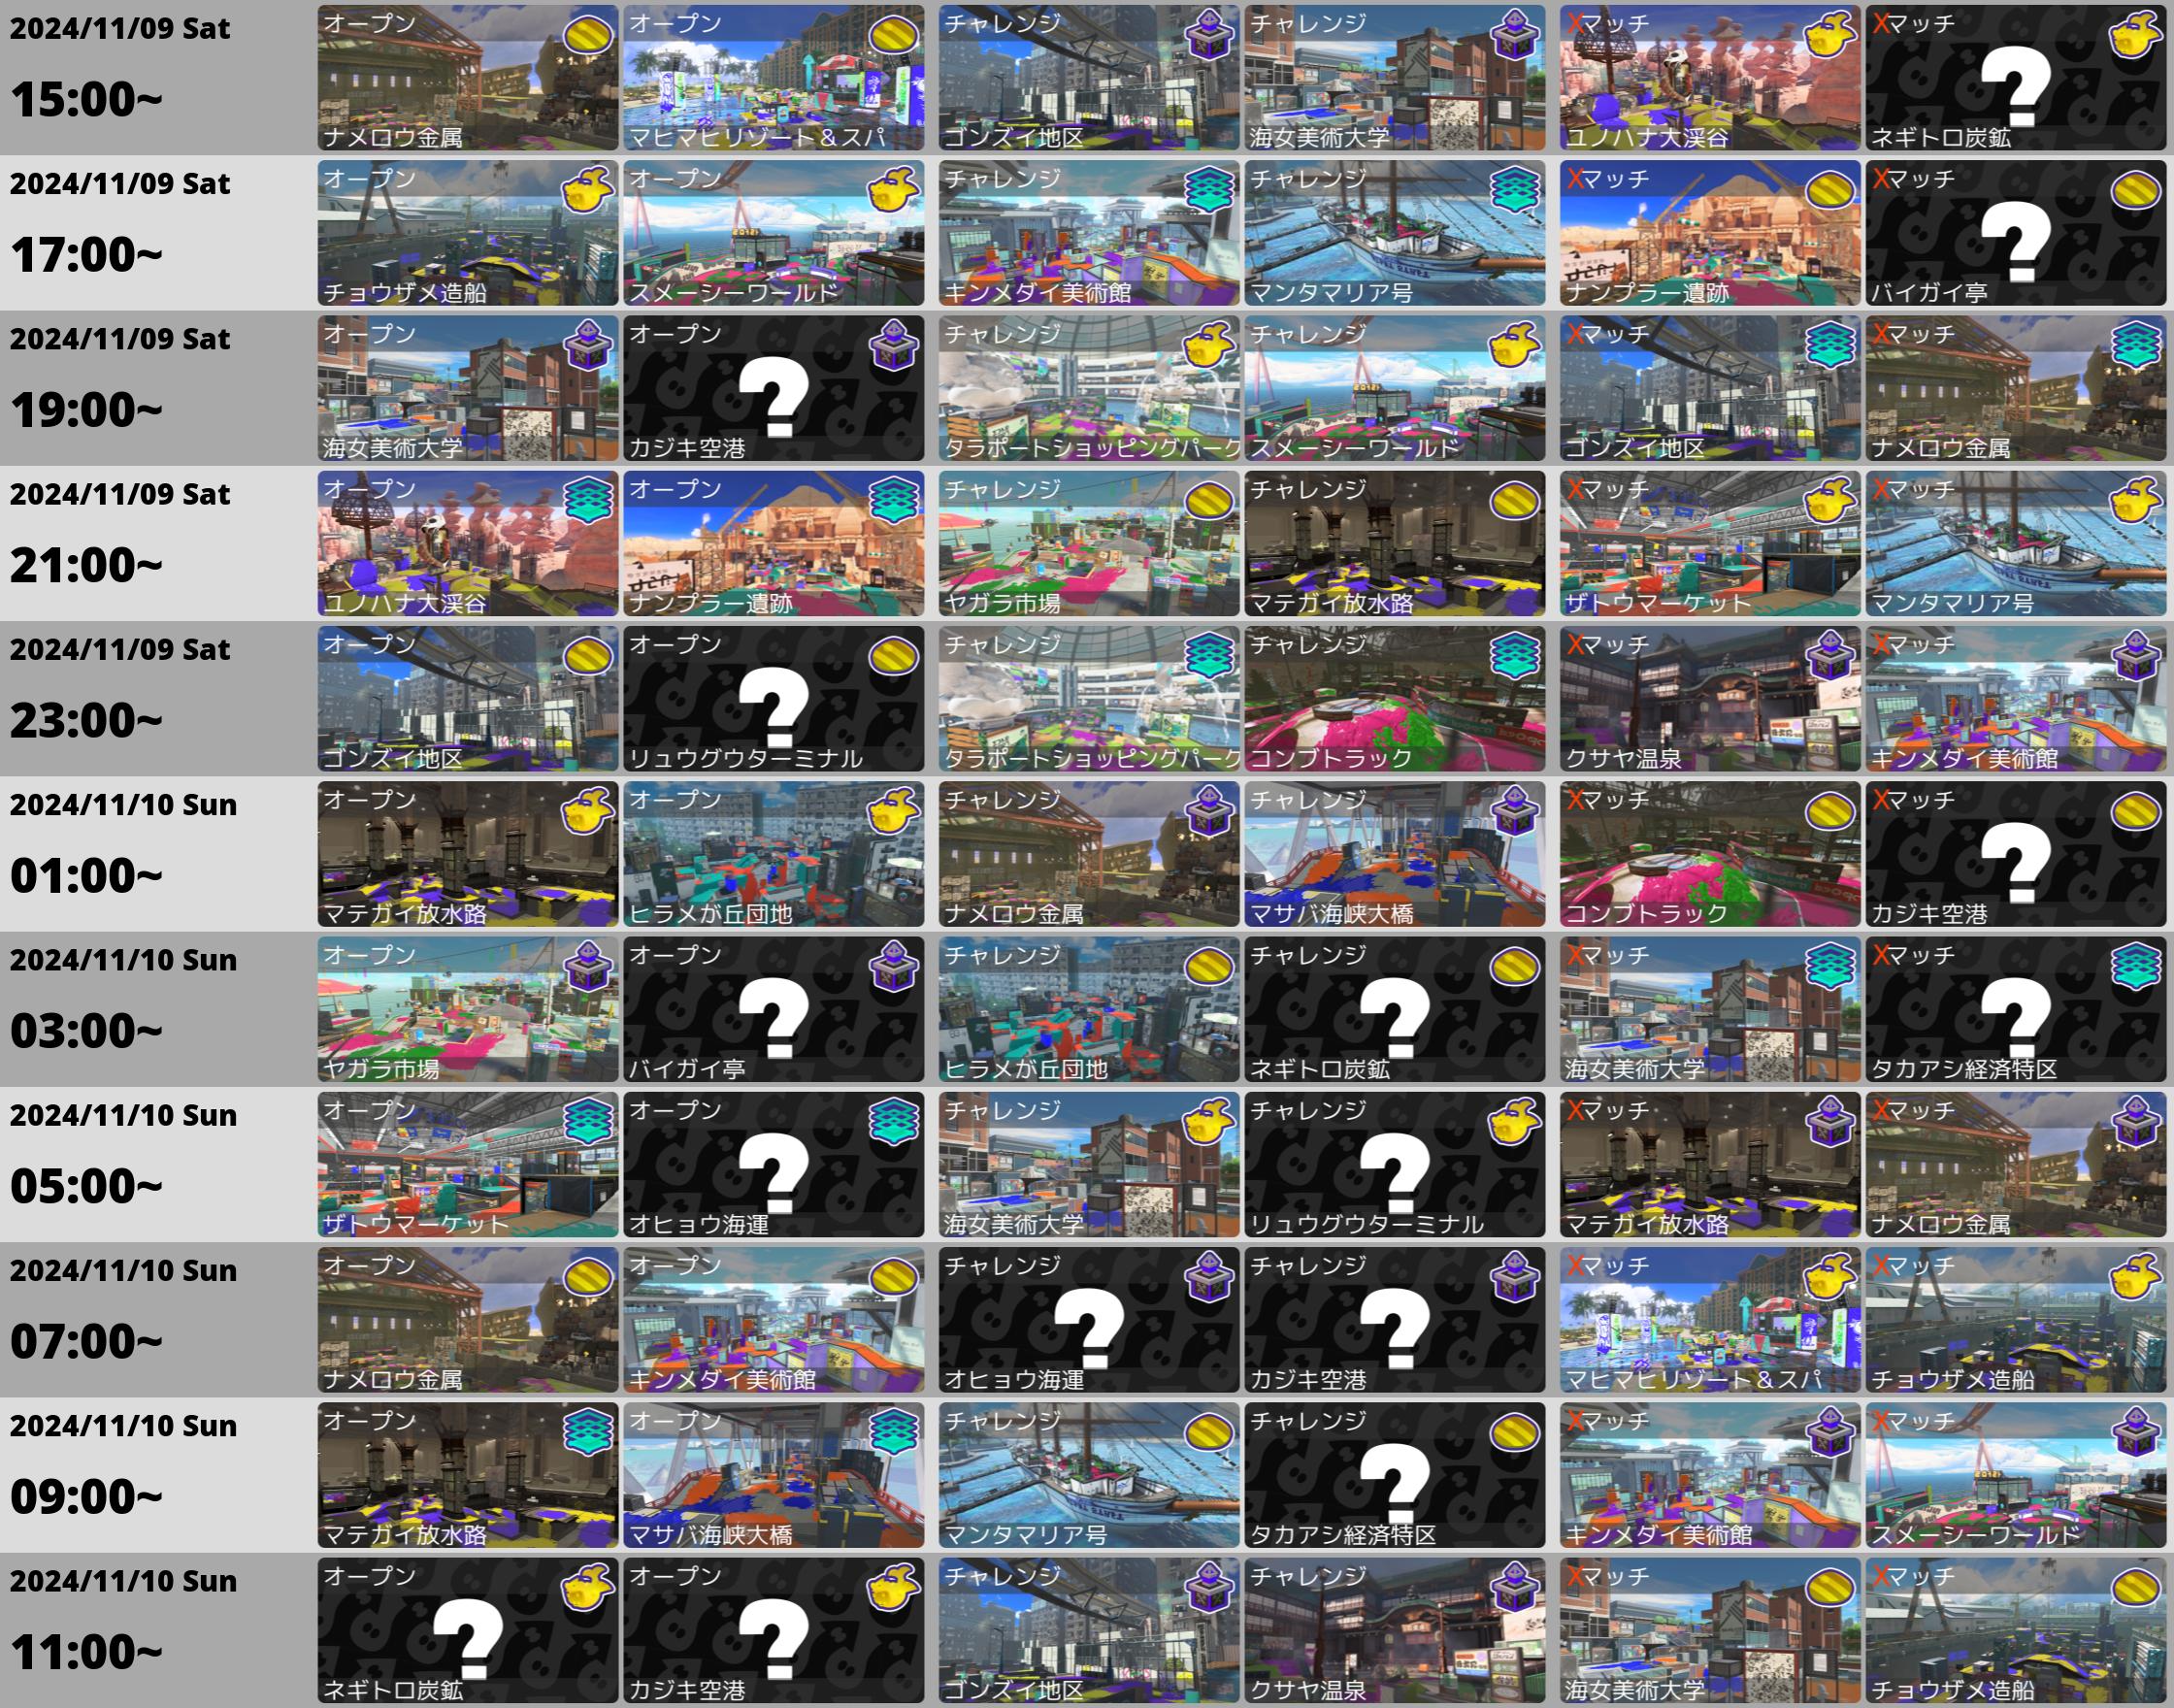 2024/11/09 Sat
15:00~
オープン
ナメロウ金属
オープン
マヒマヒリゾート&スパ
チャレンジ
ゴンズイ地区
チャレンジ
海女美術大学
Xマッチ
ユノハナ大渓谷
Xマッチ
ネギトロ炭鉱
2024/11/09 Sat
17:00~
オープン
チョウザメ造船
オープン
スメーシーワールド
チャレンジ
キンメダイ美術館
チャレンジ
マンタマリア号
Xマッチ
ナンプラー遺跡
Xマッチ
バイガイ亭
2024/11/09 Sat
19:00~
オープン
海女美術大学
オープン
カジキ空港
チャレンジ
タラポートショッピングパーク
チャレンジ
スメーシーワールド
Xマッチ
ゴンズイ地区
Xマッチ
ナメロウ金属
2024/11/09 Sat
21:00~
オープン
ユノハナ大渓谷
オープン
ナンプラー遺跡
チャレンジ
ヤガラ市場
チャレンジ
マテガイ放水路
Xマッチ
ザトウマーケット
Xマッチ
マンタマリア号
2024/11/09 Sat
23:00~
オープン
ゴンズイ地区
オープン
リュウグウターミナル
チャレンジ
タラポートショッピングパーク
チャレンジ
コンブトラック
Xマッチ
クサヤ温泉
Xマッチ
キンメダイ美術館
2024/11/10 Sun
01:00~
オープン
マテガイ放水路
オープン
ヒラメが丘団地
チャレンジ
ナメロウ金属
チャレンジ
マサバ海峡大橋
Xマッチ
コンブトラック
Xマッチ
カジキ空港
2024/11/10 Sun
03:00~
オープン
ヤガラ市場
オープン
バイガイ亭
チャレンジ
ヒラメが丘団地
チャレンジ
ネギトロ炭鉱
Xマッチ
海女美術大学
Xマッチ
タカアシ経済特区
2024/11/10 Sun
05:00~
オープン
ザトウマーケット
オープン
オヒョウ海運
チャレンジ
海女美術大学
チャレンジ
リュウグウターミナル
Xマッチ
マテガイ放水路
Xマッチ
ナメロウ金属
2024/11/10 Sun
07:00~
オープン
ナメロウ金属
オープン
キンメダイ美術館
チャレンジ
オヒョウ海運
チャレンジ
カジキ空港
Xマッチ
マヒマヒリゾート&スパ
Xマッチ
チョウザメ造船
2024/11/10 Sun
09:00~
オープン
マテガイ放水路
オープン
マサバ海峡大橋
チャレンジ
マンタマリア号
チャレンジ
タカアシ経済特区
Xマッチ
キンメダイ美術館
Xマッチ
スメーシーワールド
2024/11/10 Sun
11:00~
オープン
ネギトロ炭鉱
オープン
カジキ空港
チャレンジ
ゴンズイ地区
チャレンジ
クサヤ温泉
Xマッチ
海女美術大学
Xマッチ
チョウザメ造船